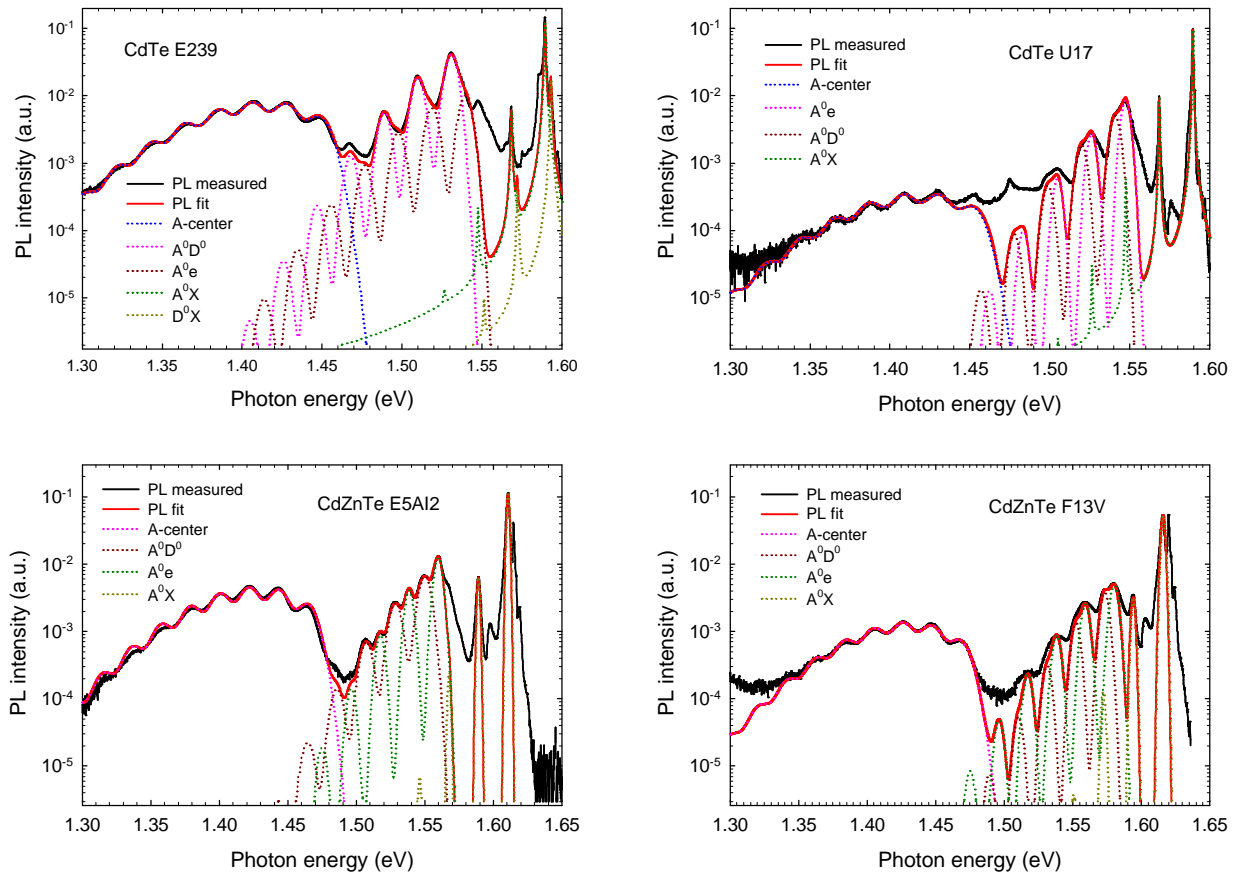 CdTe E239
PL measured
PL fit
A-center
A⁰D⁰
A⁰e
A⁰X
D⁰X
10⁻¹
10⁻²
10⁻³
10⁻⁴
10⁻⁵
PL intensity (a.u.)
1.30 1.35 1.40 1.45 1.50 1.55 1.60
Photon energy (eV)
CdTe U17
PL measured
PL fit
A-center
A⁰e
A⁰D⁰
A⁰X
10⁻¹
10⁻²
10⁻³
10⁻⁴
10⁻⁵
PL intensity (a.u.)
1.30 1.35 1.40 1.45 1.50 1.55 1.60
Photon energy (eV)
CdZnTe E5AI2
PL measured
PL fit
A-center
A⁰D⁰
A⁰e
A⁰X
10⁻¹
10⁻²
10⁻³
10⁻⁴
10⁻⁵
PL intensity (a.u.)
1.30 1.35 1.40 1.45 1.50 1.55 1.60 1.65
Photon energy (eV)
CdZnTe F13V
PL measured
PL fit
A-center
A⁰D⁰
A⁰e
A⁰X
10⁻¹
10⁻²
10⁻³
10⁻⁴
10⁻⁵
PL intensity (a.u.)
1.30 1.35 1.40 1.45 1.50 1.55 1.60 1.65
Photon energy (eV)